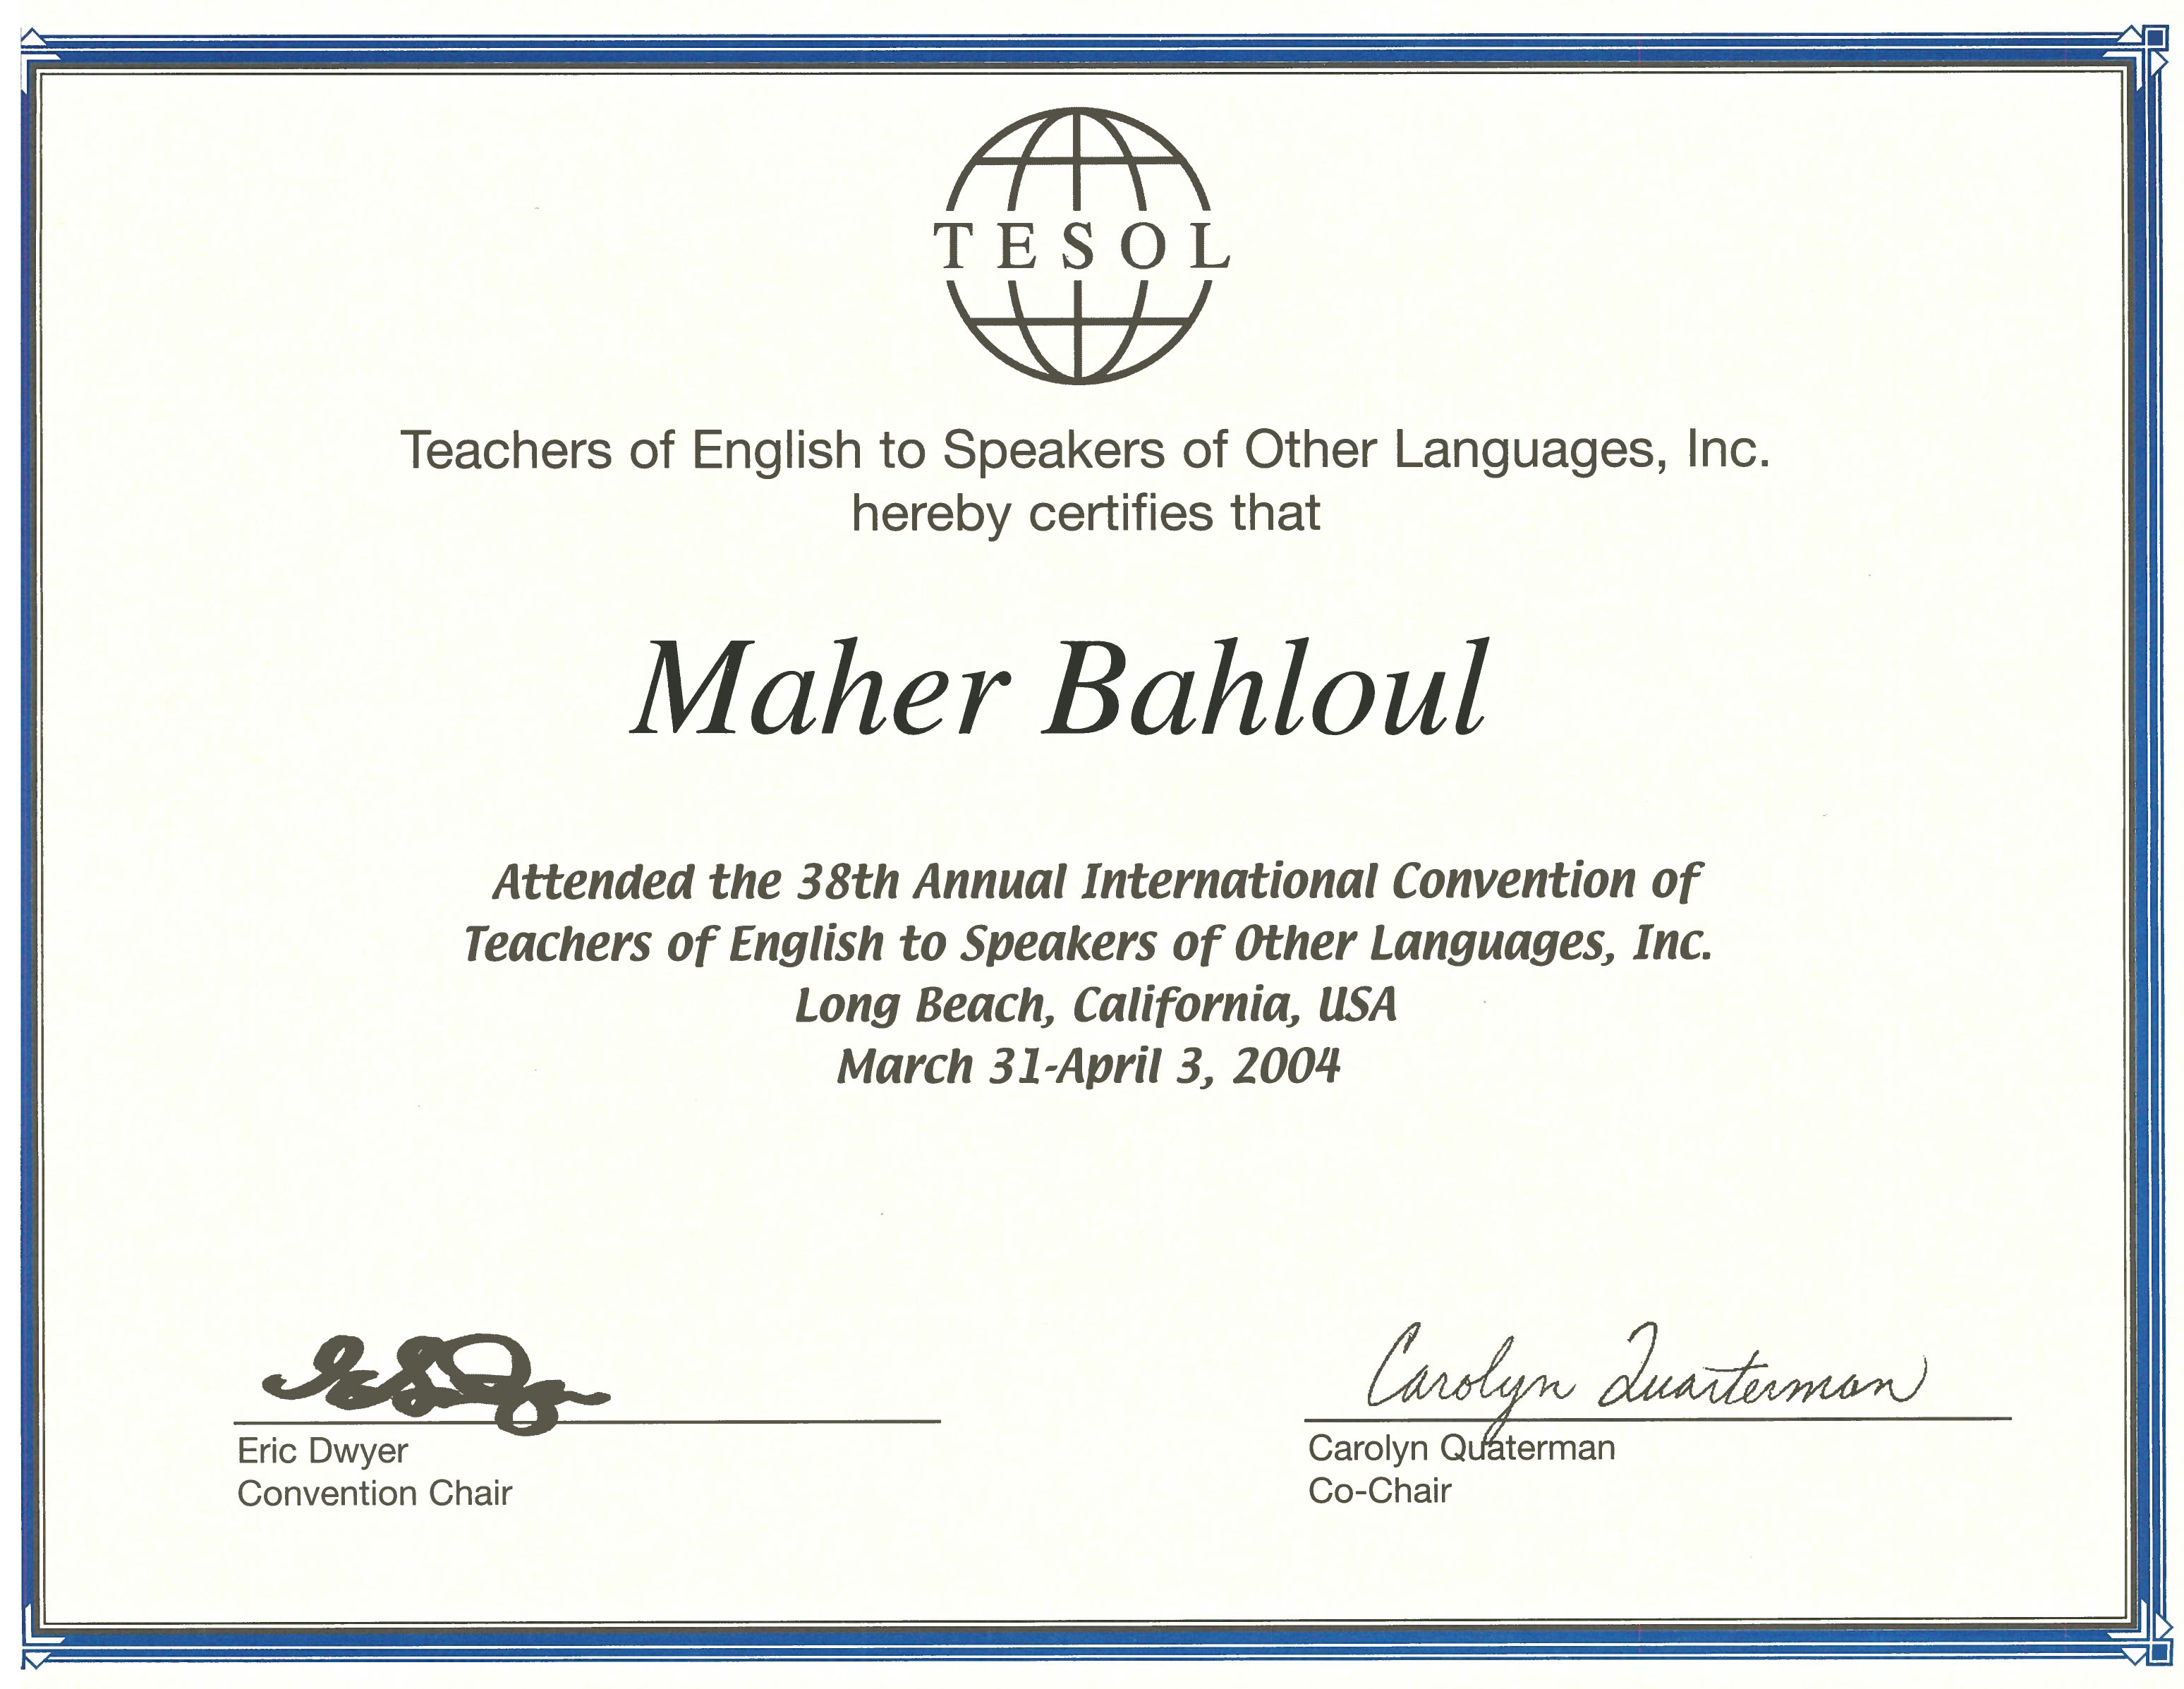 TESOL
Teachers of English to Speakers of Other Languages, Inc.
hereby certifies that
Maher Bahloul
Attended the 38th Annual International Convention of
Teachers of English to Speakers of Other Languages, Inc.
Long Beach, California, USA
March 31-April 3, 2004
Carolyn Quarterman
Eric Dwyer
Convention Chair
Carolyn Quaterman
Co-Chair